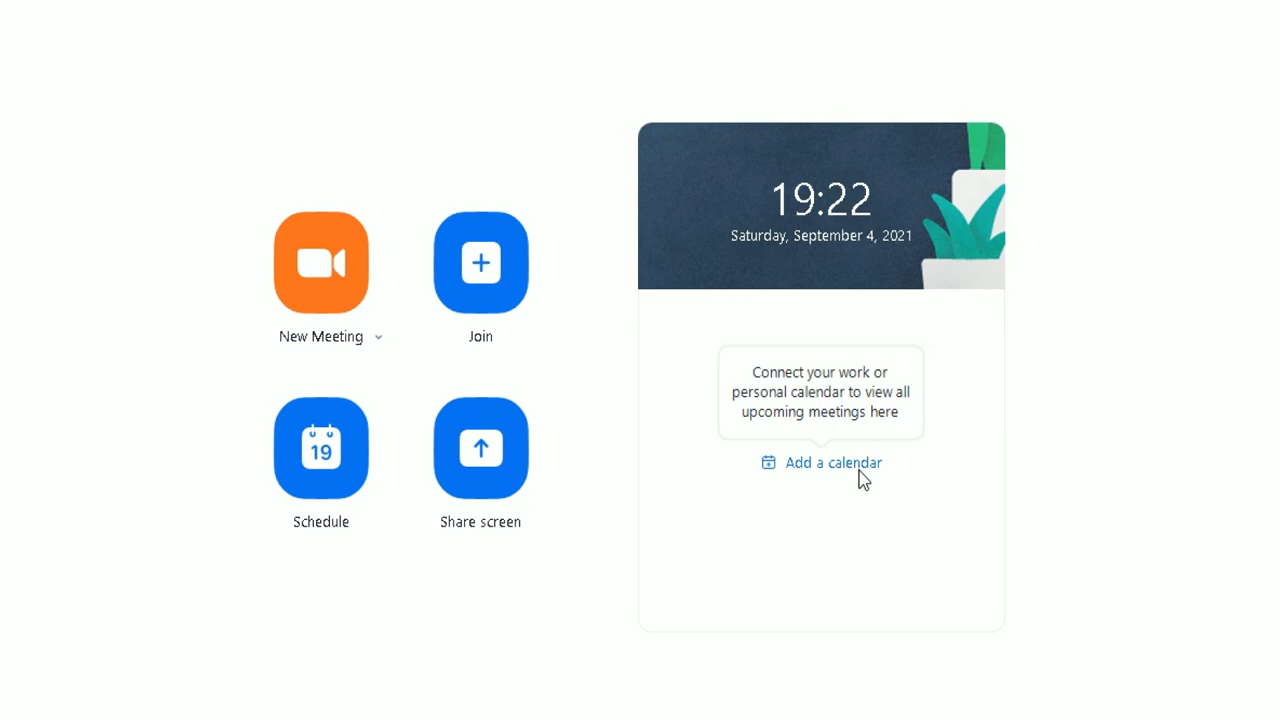 19:22
Saturday, September 4, 2021
New Meeting
Join
Connect your work or
personal calendar to view all
upcoming meetings here
Add a calendar
19
Schedule
Share screen